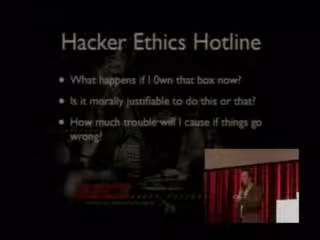 Hacker Ethics Hotline
• What happens if I 0wn that box now?
• Is it morally justifiable to do this or that?
• How much trouble will I cause if things go
wrong?